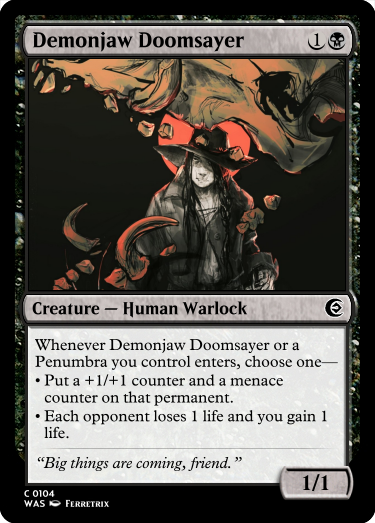 Demonjaw Doomsayer 1
Creature — Human Warlock
Whenever Demonjaw Doomsayer or a
Penumbra you control enters, choose one—
• Put a +1/+1 counter and a menace
counter on that permanent.
• Each opponent loses 1 life and you gain 1
life.
“Big things are coming, friend.”
1/1
C 0104
WAS Ferretrix